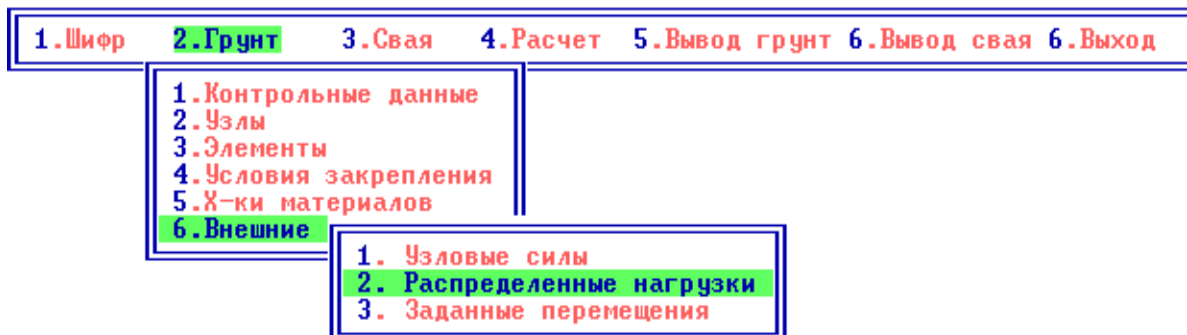 1.Шифр 2.Грунт 3.Свая 4.Расчет 5.Вывод грунт 6.Вывод свая 6.Выход
1.Контрольные данные
2.Узлы
3.Элементы
4.Условия закрепления
5.Х-ки материалов
6.Внешние
1. Узловые силы
2. Распределенные нагрузки
3. Заданные перемещения